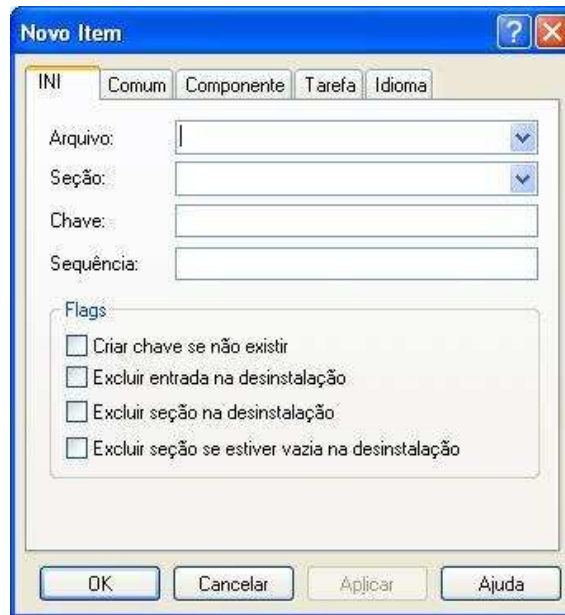 Novo Item
INI Comum Componente Tarefa Idioma
Arquivo:
Seção:
Chave:
Sequência:
Flags
Criar chave se não existir
Excluir entrada na desinstalação
Excluir seção na desinstalação
Excluir seção se estiver vazia na desinstalação
OK Cancelar Aplicar Ajuda